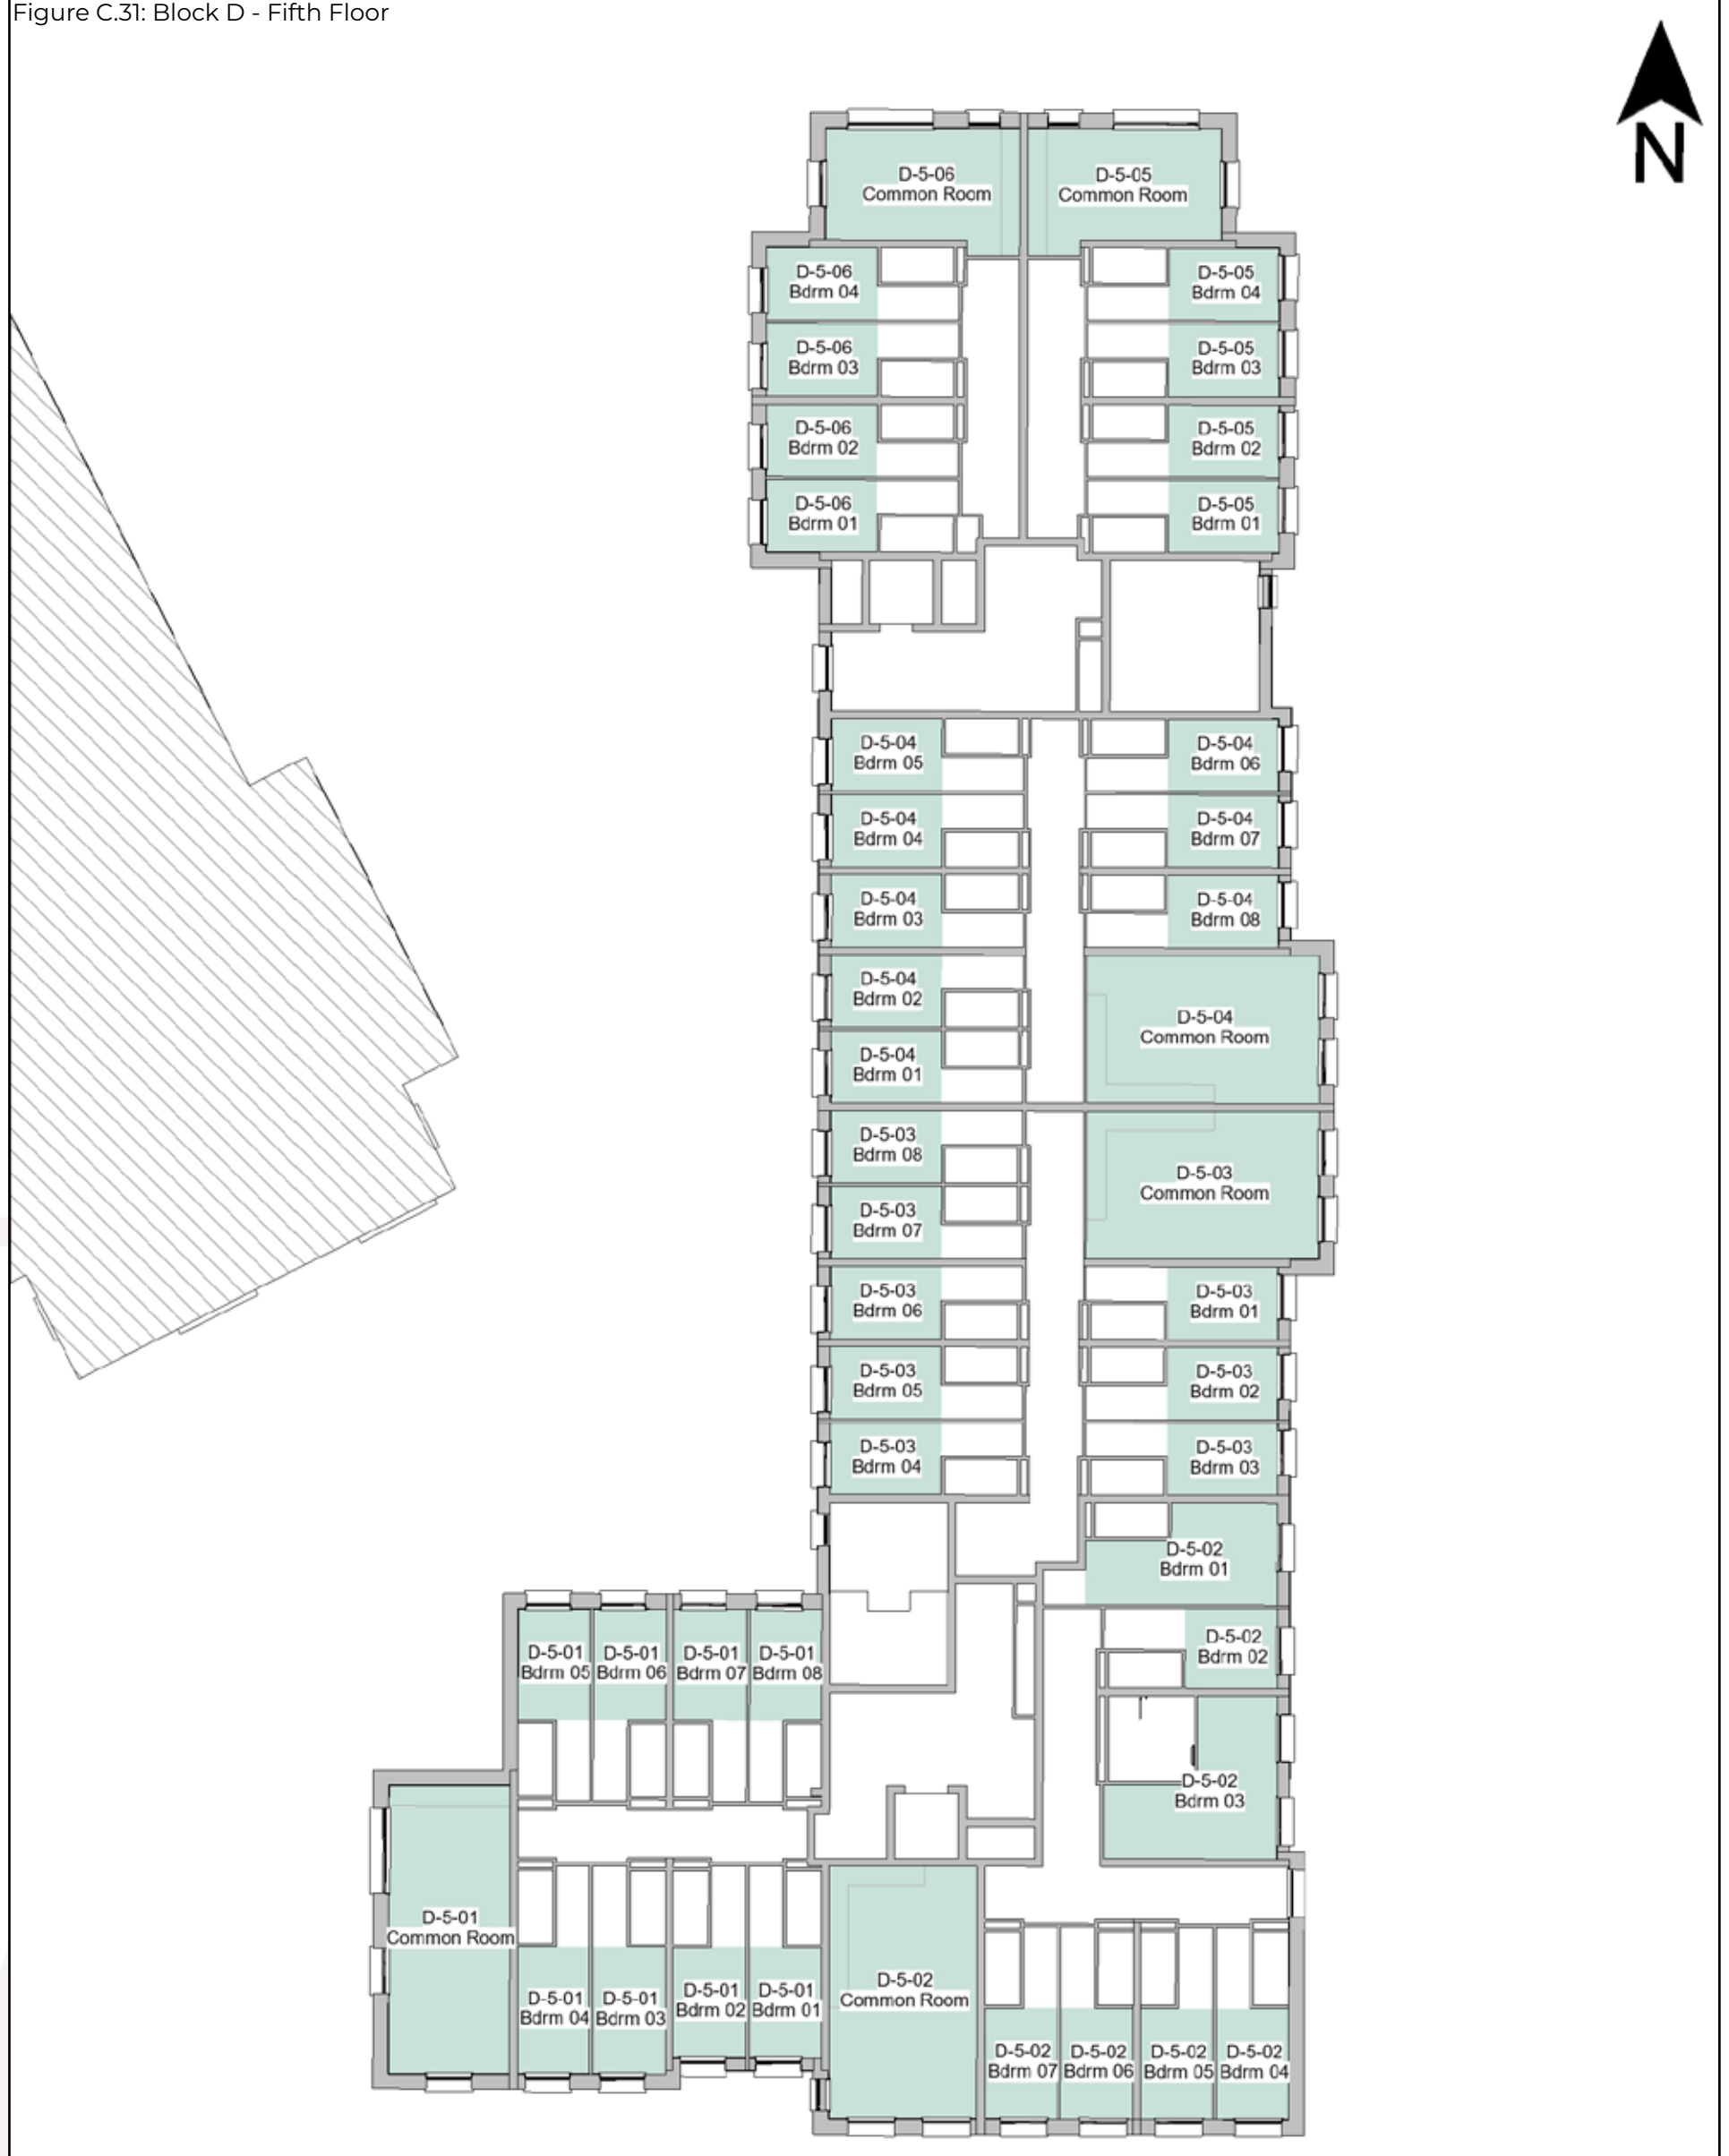 Figure C.31: Block D - Fifth Floor
N
D-5-06
Common Room
D-5-05
Common Room
D-5-06
Bdrm 04
D-5-05
Bdrm 04
D-5-06
Bdrm 03
D-5-05
Bdrm 03
D-5-06
Bdrm 02
D-5-05
Bdrm 02
D-5-06
Bdrm 01
D-5-05
Bdrm 01
D-5-04
Bdrm 05
D-5-04
Bdrm 06
D-5-04
Bdrm 04
D-5-04
Bdrm 07
D-5-04
Bdrm 03
D-5-04
Bdrm 08
D-5-04
Bdrm 02
D-5-04
Common Room
D-5-04
Bdrm 01
D-5-03
Bdrm 08
D-5-03
Common Room
D-5-03
Bdrm 07
D-5-03
Bdrm 06
D-5-03
Bdrm 01
D-5-03
Bdrm 05
D-5-03
Bdrm 02
D-5-03
Bdrm 04
D-5-03
Bdrm 03
D-5-02
Bdrm 01
D-5-02
Bdrm 02
D-5-01
Bdrm 05
D-5-01
Bdrm 06
D-5-01
Bdrm 07
D-5-01
Bdrm 08
D-5-02
Bdrm 03
D-5-01
Common Room
D-5-01
Bdrm 04
D-5-01
Bdrm 03
D-5-01
Bdrm 02
D-5-01
Bdrm 01
D-5-02
Common Room
D-5-02
Bdrm 07
D-5-02
Bdrm 06
D-5-02
Bdrm 05
D-5-02
Bdrm 04